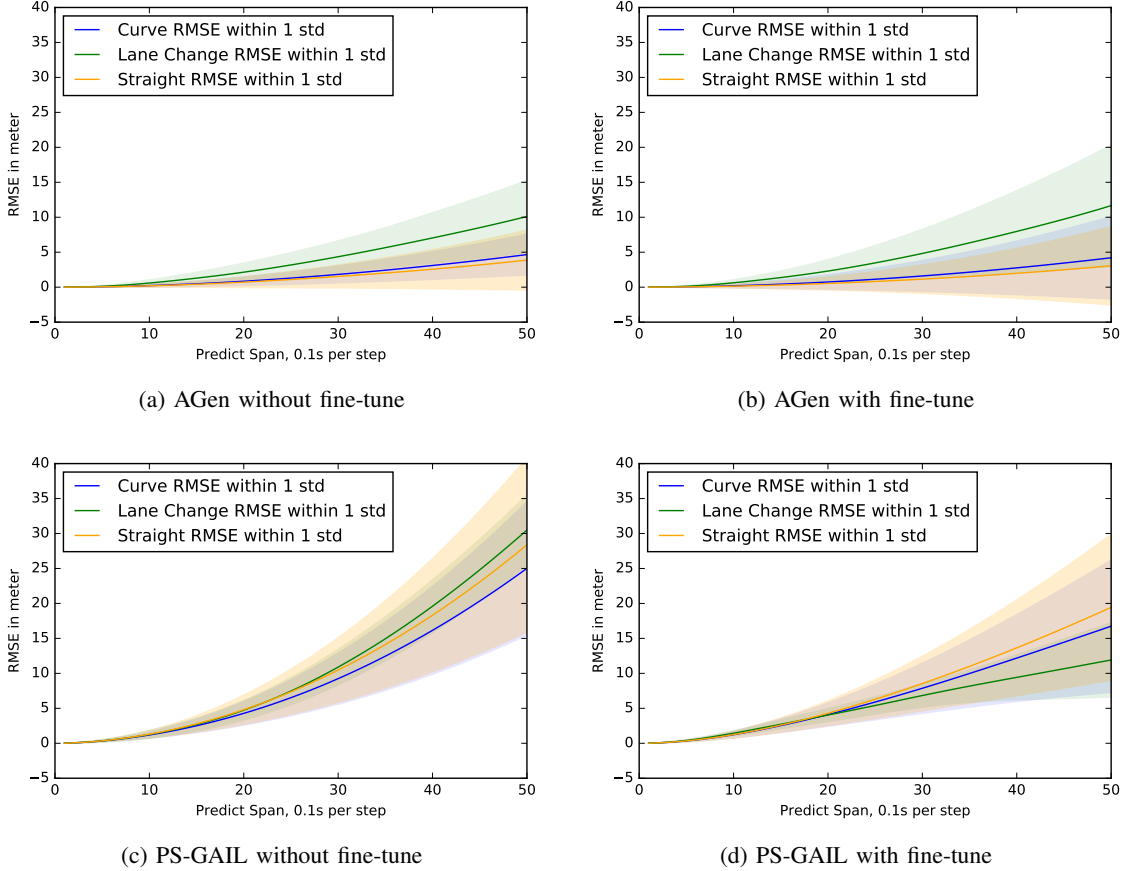 40
35
30
25
20
15
10
5
0
−5
RMSE in meter
Curve RMSE within 1 std
Lane Change RMSE within 1 std
Straight RMSE within 1 std
0 10 20 30 40 50
Predict Span, 0.1s per step
(a) AGen without fine-tune
40
35
30
25
20
15
10
5
0
−5
RMSE in meter
Curve RMSE within 1 std
Lane Change RMSE within 1 std
Straight RMSE within 1 std
0 10 20 30 40 50
Predict Span, 0.1s per step
(b) AGen with fine-tune
40
35
30
25
20
15
10
5
0
−5
RMSE in meter
Curve RMSE within 1 std
Lane Change RMSE within 1 std
Straight RMSE within 1 std
0 10 20 30 40 50
Predict Span, 0.1s per step
(c) PS-GAIL without fine-tune
40
35
30
25
20
15
10
5
0
−5
RMSE in meter
Curve RMSE within 1 std
Lane Change RMSE within 1 std
Straight RMSE within 1 std
0 10 20 30 40 50
Predict Span, 0.1s per step
(d) PS-GAIL with fine-tune